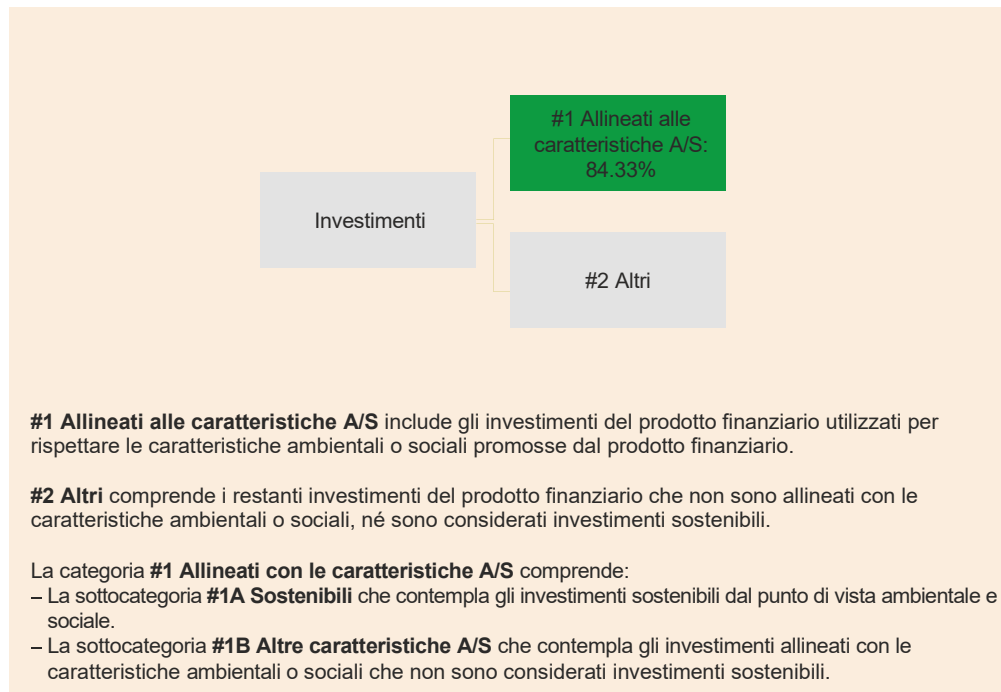 #1 Allineati alle
caratteristiche A/S:
84.33%
Investimenti
#2 Altri
#1 Allineati alle caratteristiche A/S include gli investimenti del prodotto finanziario utilizzati per
rispettare le caratteristiche ambientali o sociali promosse dal prodotto finanziario.
#2 Altri comprende i restanti investimenti del prodotto finanziario che non sono allineati con le
caratteristiche ambientali o sociali, né sono considerati investimenti sostenibili.
La categoria #1 Allineati con le caratteristiche A/S comprende:
– La sottocategoria #1A Sostenibili che contempla gli investimenti sostenibili dal punto di vista ambientale e
sociale.
– La sottocategoria #1B Altre caratteristiche A/S che contempla gli investimenti allineati con le
caratteristiche ambientali o sociali che non sono considerati investimenti sostenibili.